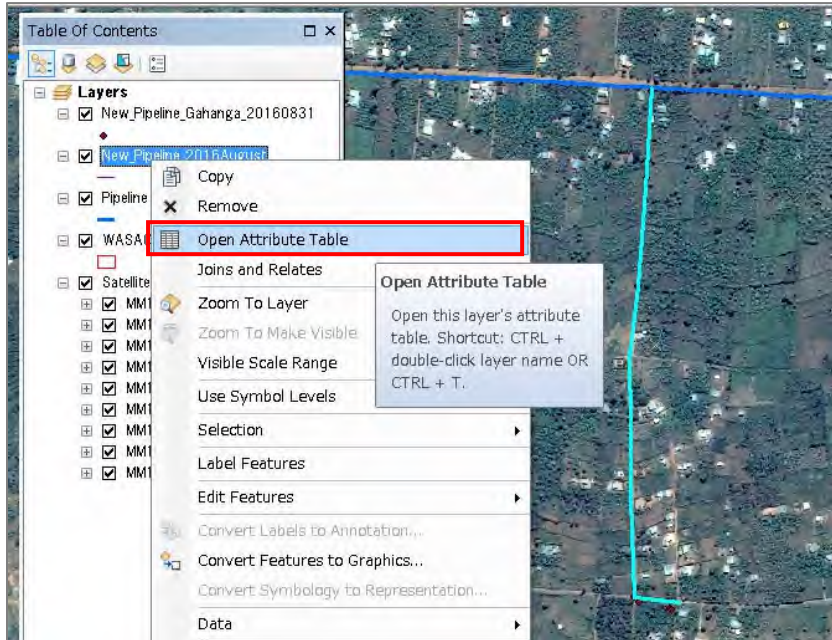 Table Of Contents
Layers
New_Pipeline_Gahanga_20160831
New_Pipeline_2016August
Pipeline
Satellite
MM1
MM1
MM1
MM1
MM1
MM1
MM1
MM1
MM1
Copy
Remove
Open Attribute Table
Joins and Relates
Zoom To Layer
Zoom To Make Visible
Visible Scale Range
Use Symbol Levels
Selection
Label Features
Edit Features
Convert Labels to Annotation...
Convert Features to Graphics...
Convert Symbology to Representation...
Data
Open Attribute Table
Open this layer's attribute
table. Shortcut: CTRL +
double-click layer name OR
CTRL + T.